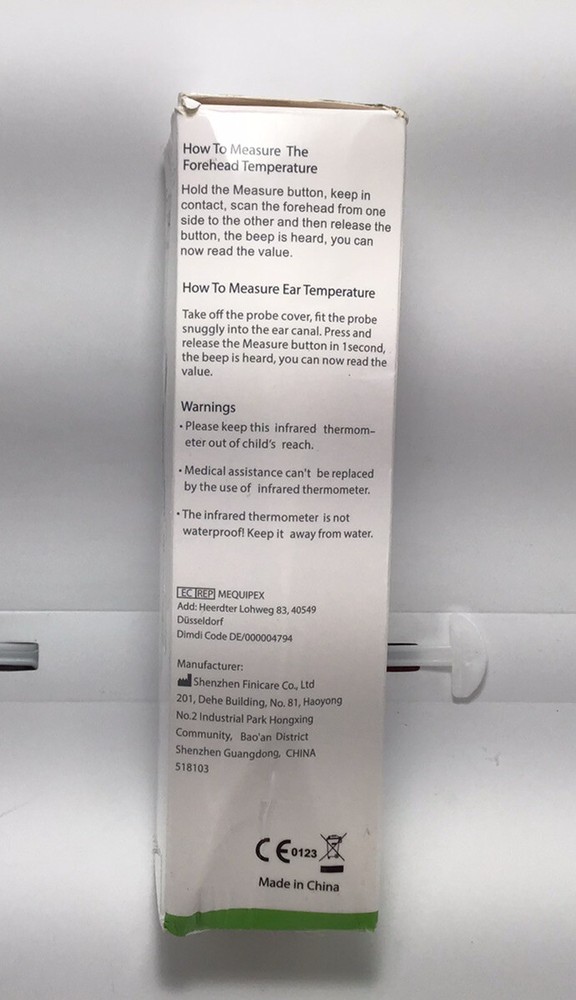 How To Measure The
Forehead Temperature
Hold the Measure button, keep in
contact, scan the forehead from one
side to the other and then release the
button, the beep is heard, you can
now read the value.
How To Measure Ear Temperature
Take off the probe cover, fit the probe
snuggly into the ear canal. Press and
release the Measure button in 1second,
the beep is heard, you can now read the
value.
Warnings
• Please keep this infrared thermom-
eter out of child's reach.
• Medical assistance can't be replaced
by the use of infrared thermometer.
• The infrared thermometer is not
waterproof! Keep it away from water.
EC REP MEQUIPEX
Add: Heerdter Lohweg 83, 40549
Düsseldorf
Dimdi Code DE/000004794
Manufacturer:
Shenzhen Finicare Co., Ltd
201, Dehe Building, No. 81, Haoyong
No.2 Industrial Park Hongxing
Community, Bao'an District
Shenzhen Guangdong, CHINA
518103
CE 0123
Made in China